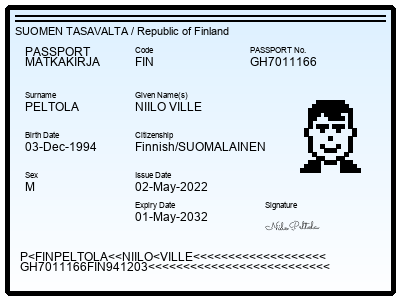 SUOMEN TASAVALTA / Republic of Finland
PASSPORT
MATKAKIRJA
Code
FIN
PASSPORT No.
GH7011166
Surname
PELTOLA
Given Name(s)
NIILO VILLE
Birth Date
03-Dec-1994
Citizenship
Finnish/SUOMALAINEN
Sex
M
Issue Date
02-May-2022
Expiry Date
01-May-2032
Signature
Niilo Peltola
P<FINPELTOLA<<NIILO<VILLE<<<<<<<<<<<<<<<<<<<
GH7011166FIN941203<<<<<<<<<<<<<<<<<<<<<<<<<<